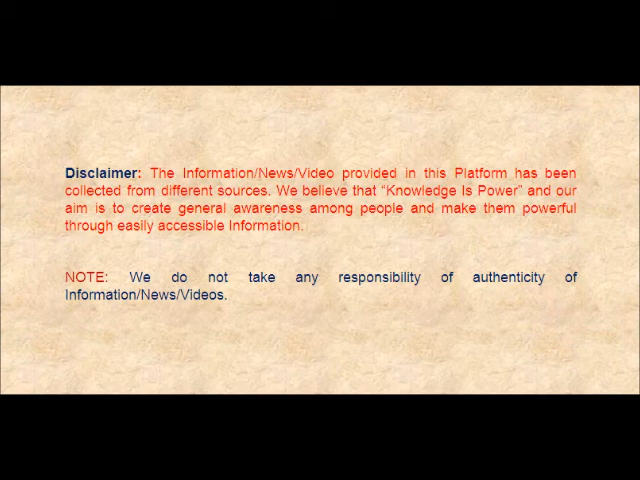 Disclaimer: The Information/News/Video provided in this Platform has been
collected from different sources. We believe that “Knowledge Is Power” and our
aim is to create general awareness among people and make them powerful
through easily accessible Information.
NOTE: We do not take any responsibility of authenticity of
Information/News/Videos.